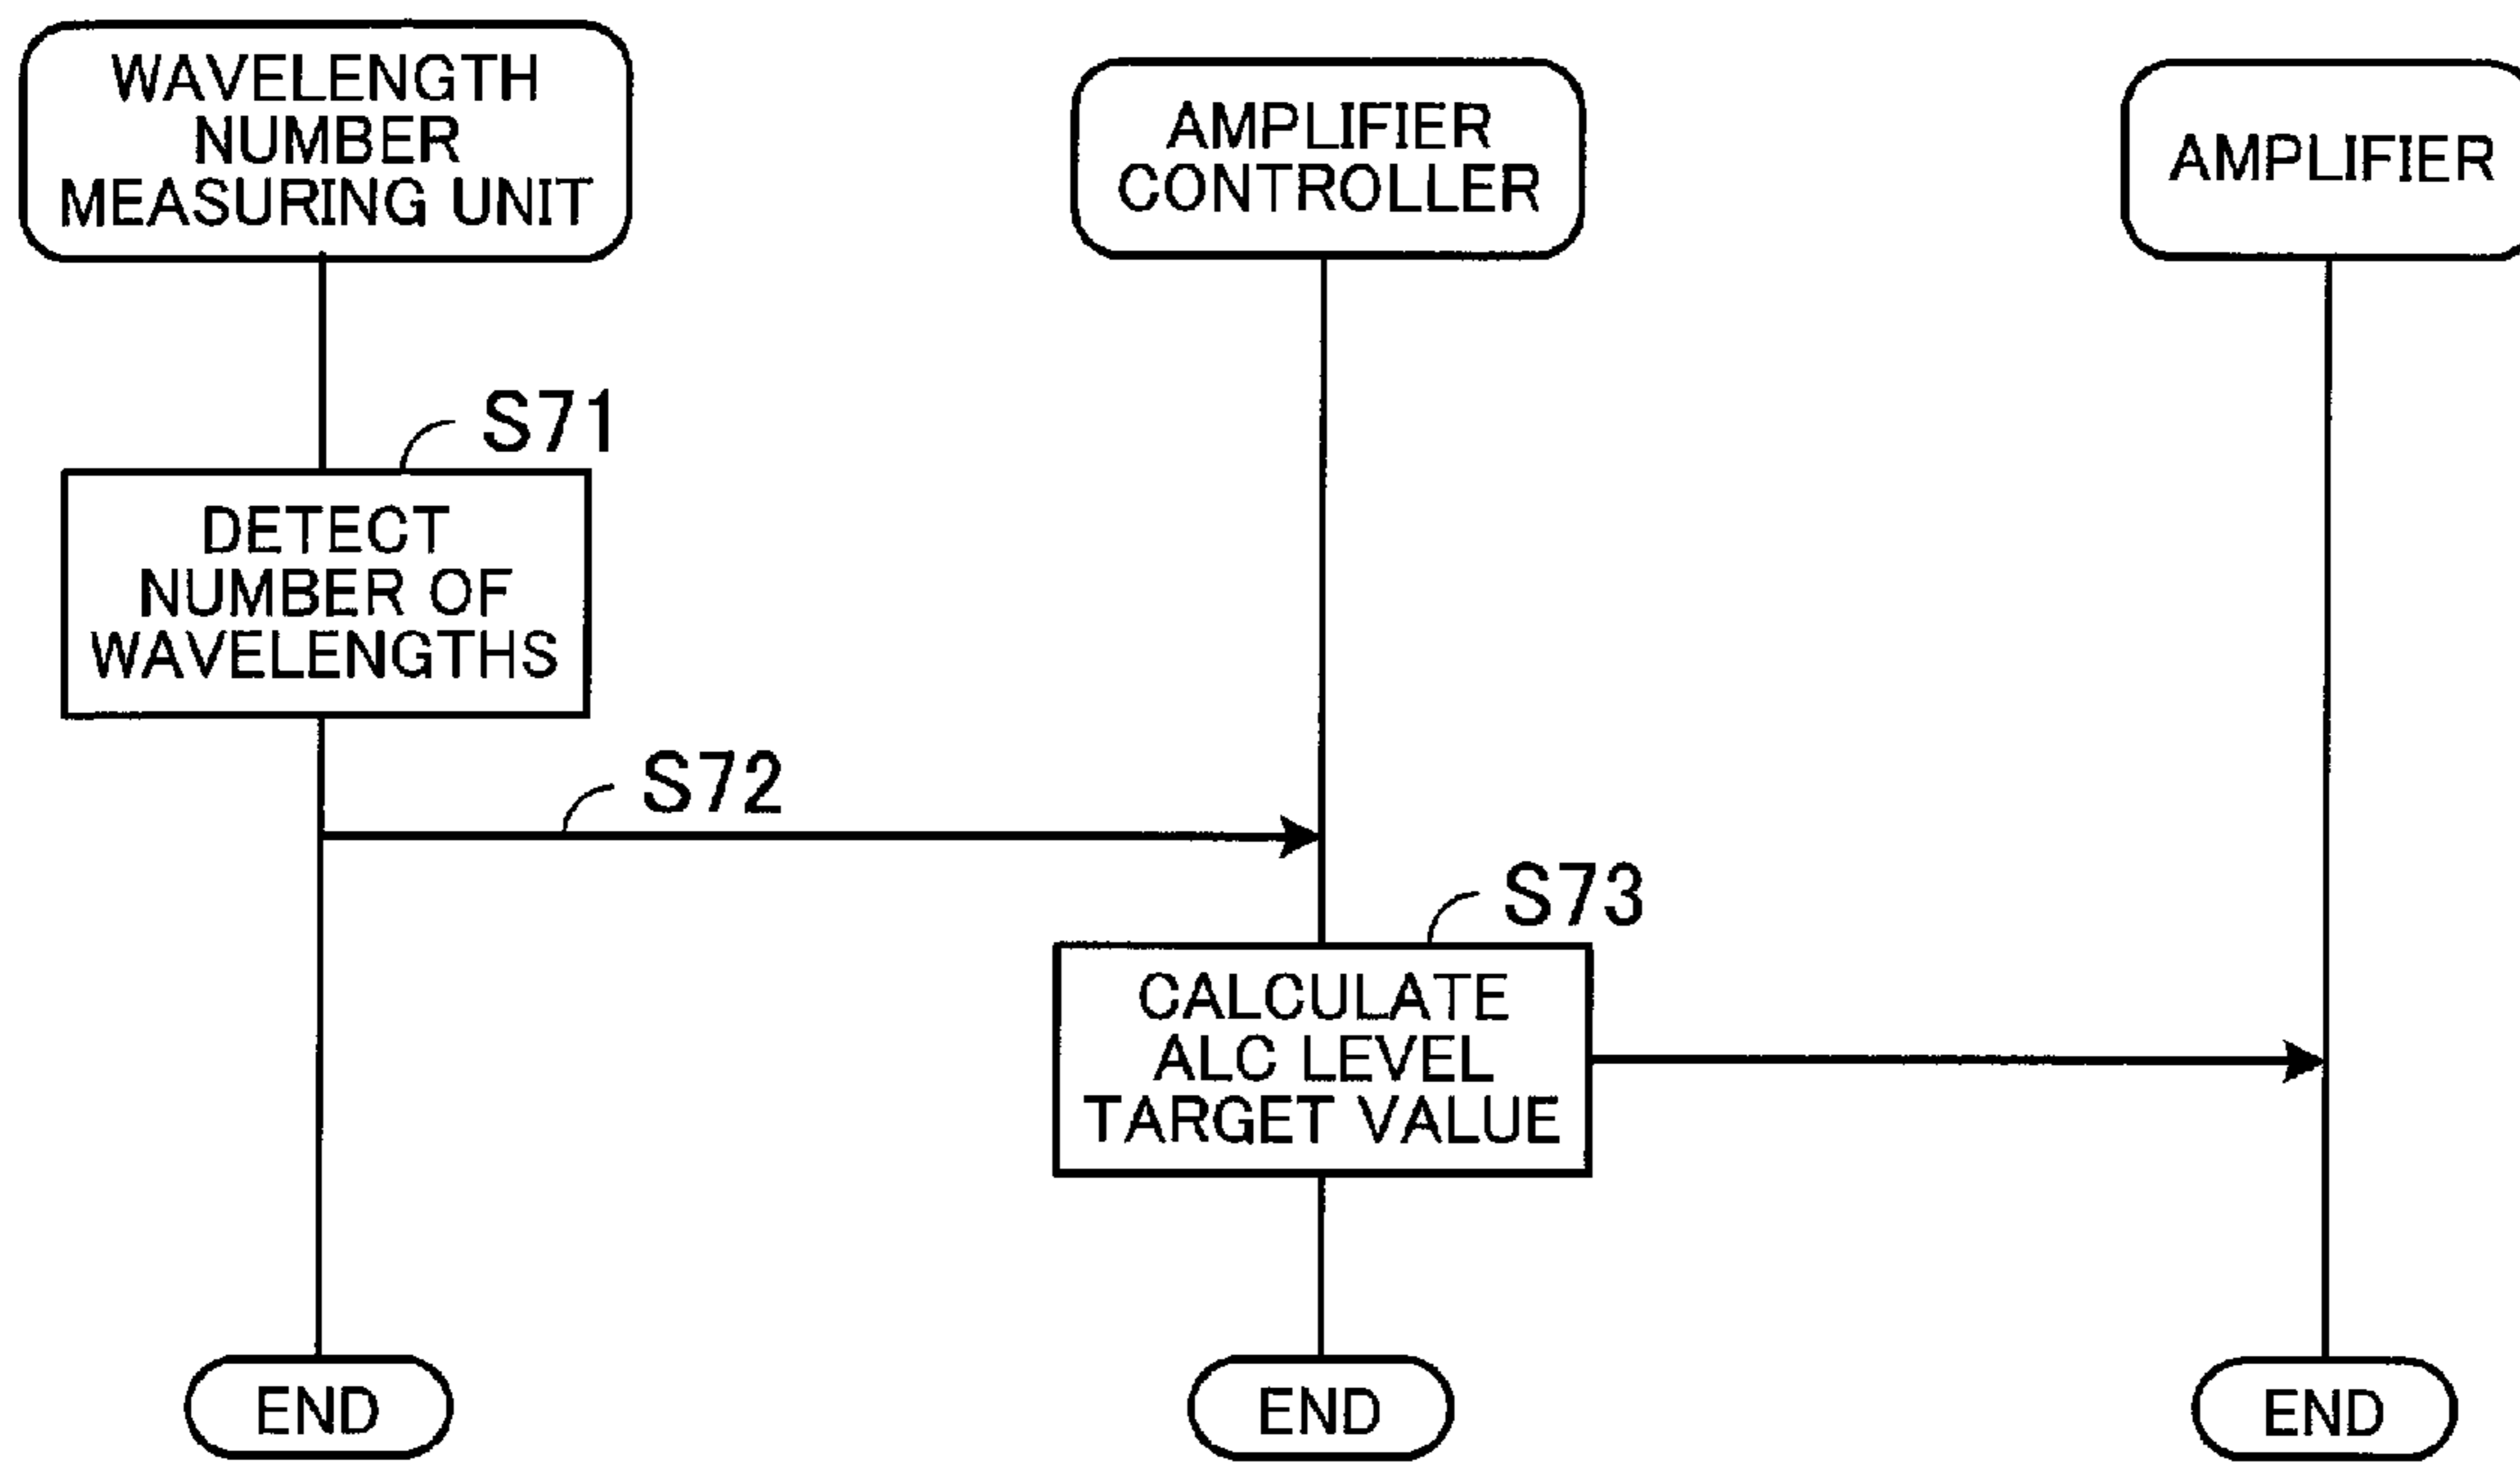 WAVELENGTH
NUMBER
MEASURING UNIT
AMPLIFIER
CONTROLLER
AMPLIFIER
S71
DETECT
NUMBER OF
WAVELENGTHS
S72
S73
CALCULATE
ALC LEVEL
TARGET VALUE
END
END
END